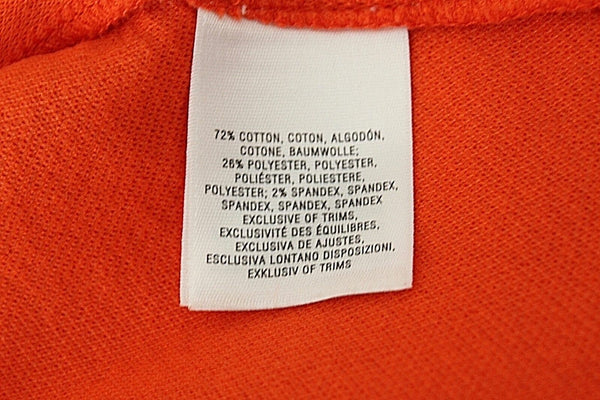 72% COTTON, COTON, ALGODÓN,
COTONE, BAUMWOLLE;
26% POLYESTER, POLYESTER,
POLIÉSTER, POLIESTERE,
POLYESTER; 2% SPANDEX, SPANDEX,
SPANDEX, SPANDEX, SPANDEX
EXCLUSIVE OF TRIMS,
EXCLUSIVITÉ DES ÉQUILIBRES,
EXCLUSIVA DE AJUSTES,
ESCLUSIVA LONTANO DISPOSIZIONI,
EXKLUSIV OF TRIMS